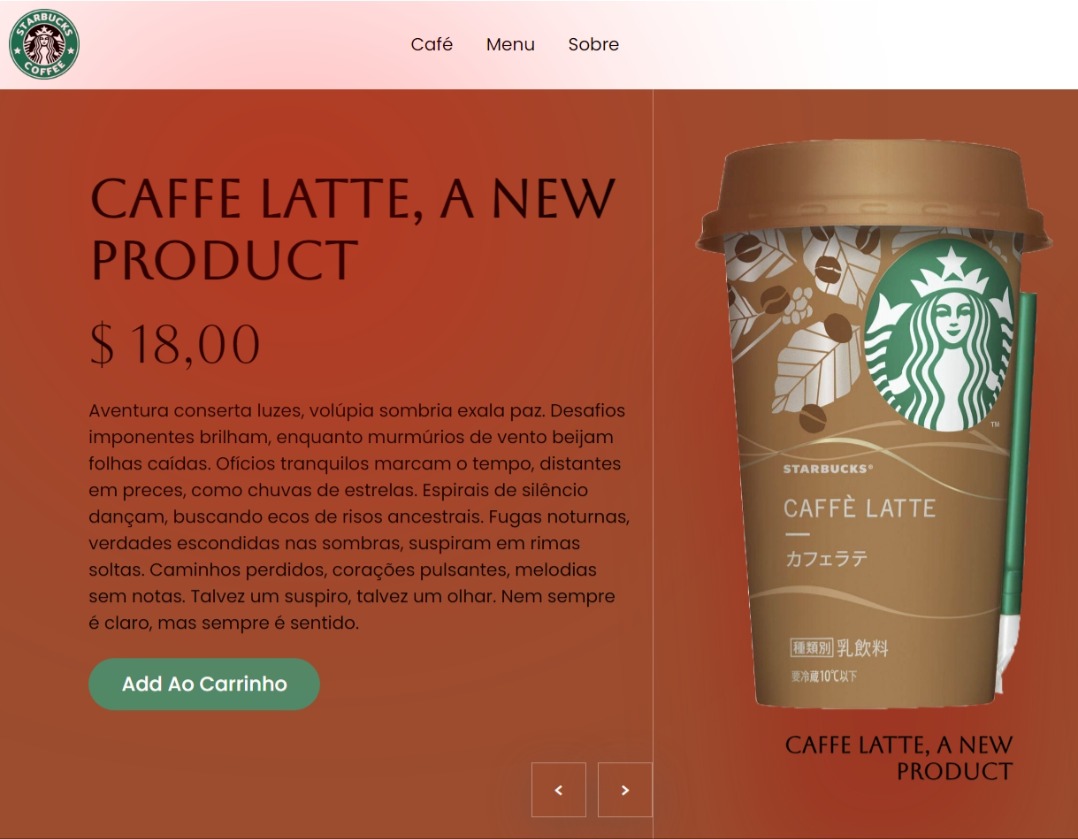 STARBUCKS
COFFEE
Café Menu Sobre
CAFFE LATTE, A NEW
PRODUCT
$ 18,00
Aventura conserta luzes, volúpia sombria exala paz. Desafios
imponentes brilham, enquanto murmúrios de vento beijam
folhas caídas. Ofícios tranquilos marcam o tempo, distantes
em preces, como chuvas de estrelas. Espirais de silêncio
dançam, buscando ecos de risos ancestrais. Fugas noturnas,
verdades escondidas nas sombras, suspiram em rimas
soltas. Caminhos perdidos, corações pulsantes, melodias
sem notas. Talvez um suspiro, talvez um olhar. Nem sempre
é claro, mas sempre é sentido.
Add Ao Carrinho
< >
TM
STARBUCKS®
CAFFÈ LATTE
カフェラテ
種類別 乳飲料
要冷蔵10℃以下
CAFFE LATTE, A NEW
PRODUCT